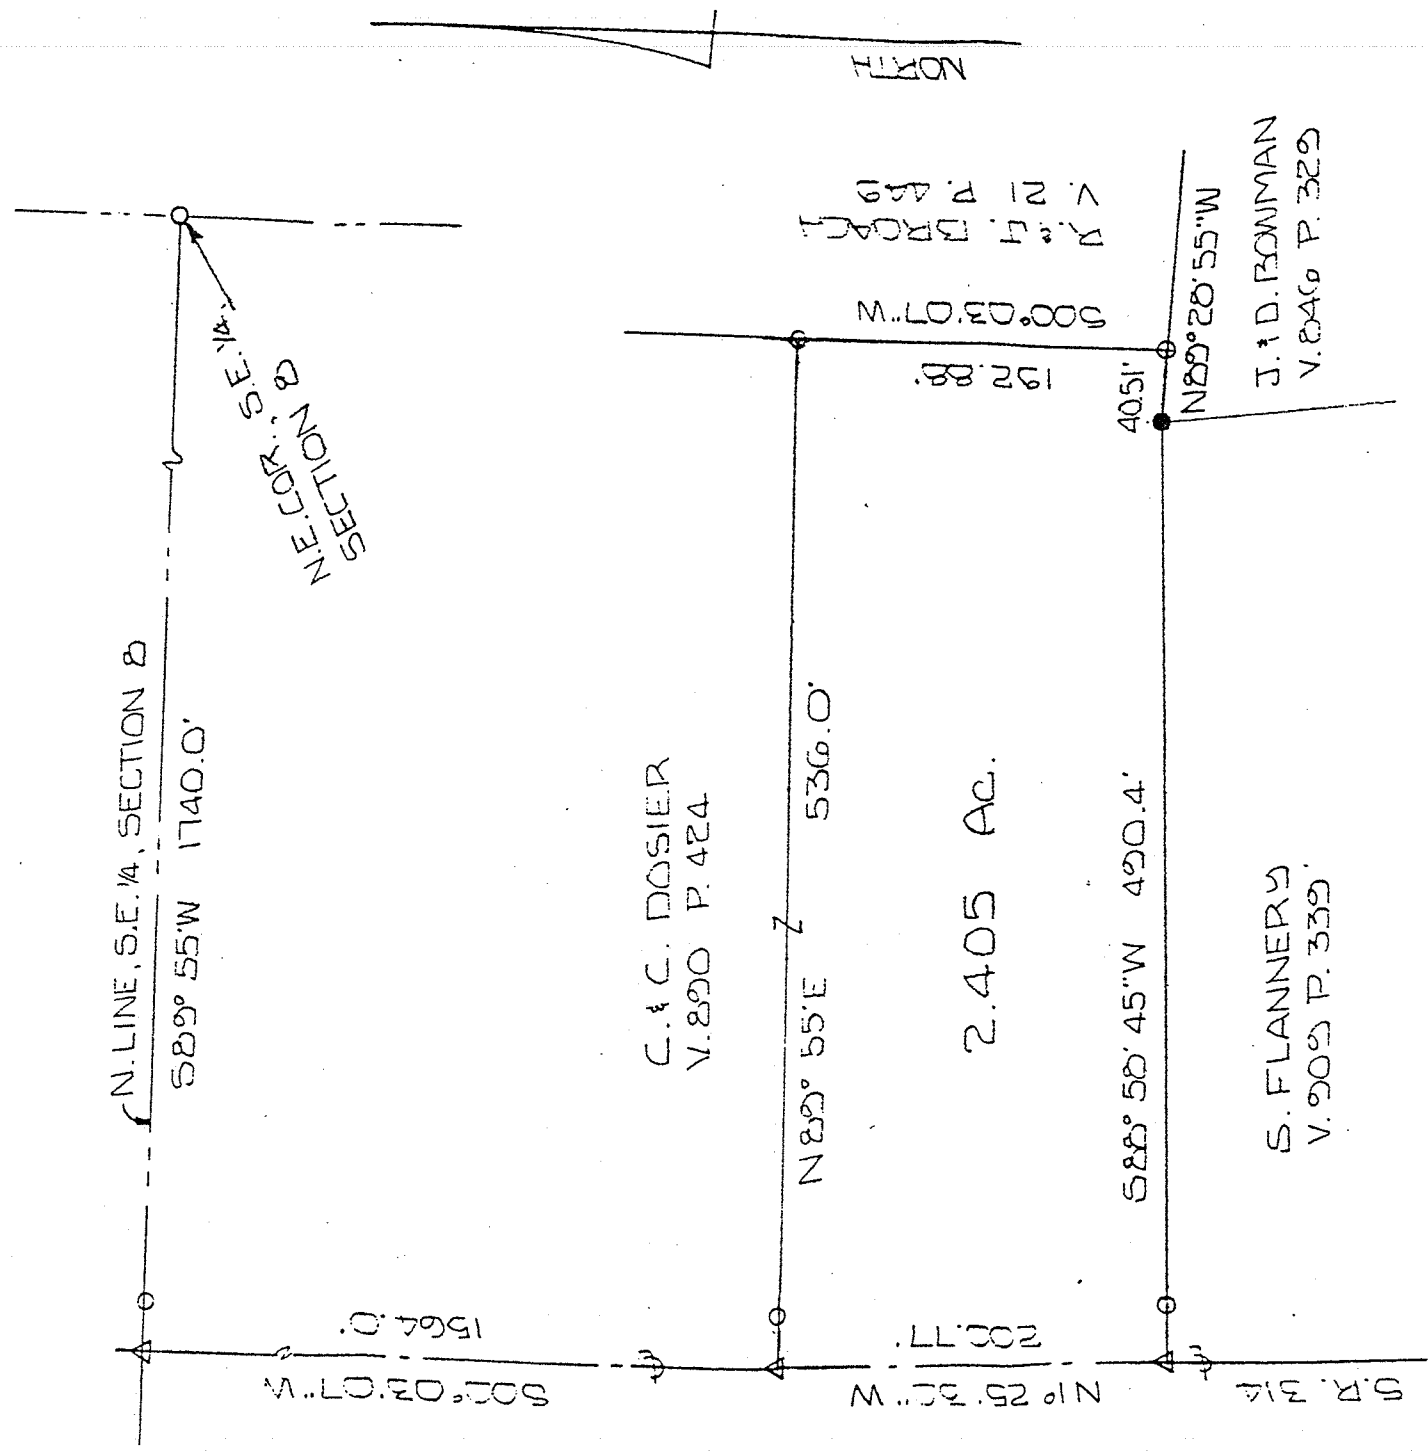 NORTH
N.E. COR., S.E. 1/4,
SECTION 8
N. LINE, S.E. 1/4, SECTION 8
S89° 55'W 1740.0'
R. & J. BROACH
V. 21 P. 449
S00°03'07"W
192.88'
40.51'
N89°28'55"W
J. & D. BOWMAN
V. 846 P. 329
C. & C. DOSIER
V. 890 P. 424
N89° 55'E 536.0'
2.405 Ac.
S88° 58' 45"W 490.4'
S. FLANNERY
V. 909 P. 339
1564.0'
S00°03'07"W
202.77'
N1°25'30"W
S.R. 314